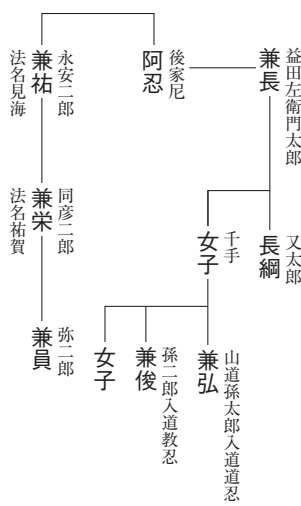 益田左衛門太郎
兼長
後家尼
阿忍
永安二郎
兼祐
法名見海
又太郎
長綱
千手
女子
同彦二郎
兼栄
法名祐賀
山道孫太郎入道道忍
兼弘
孫二郎入道教忍
兼俊
女子
弥二郎
兼員